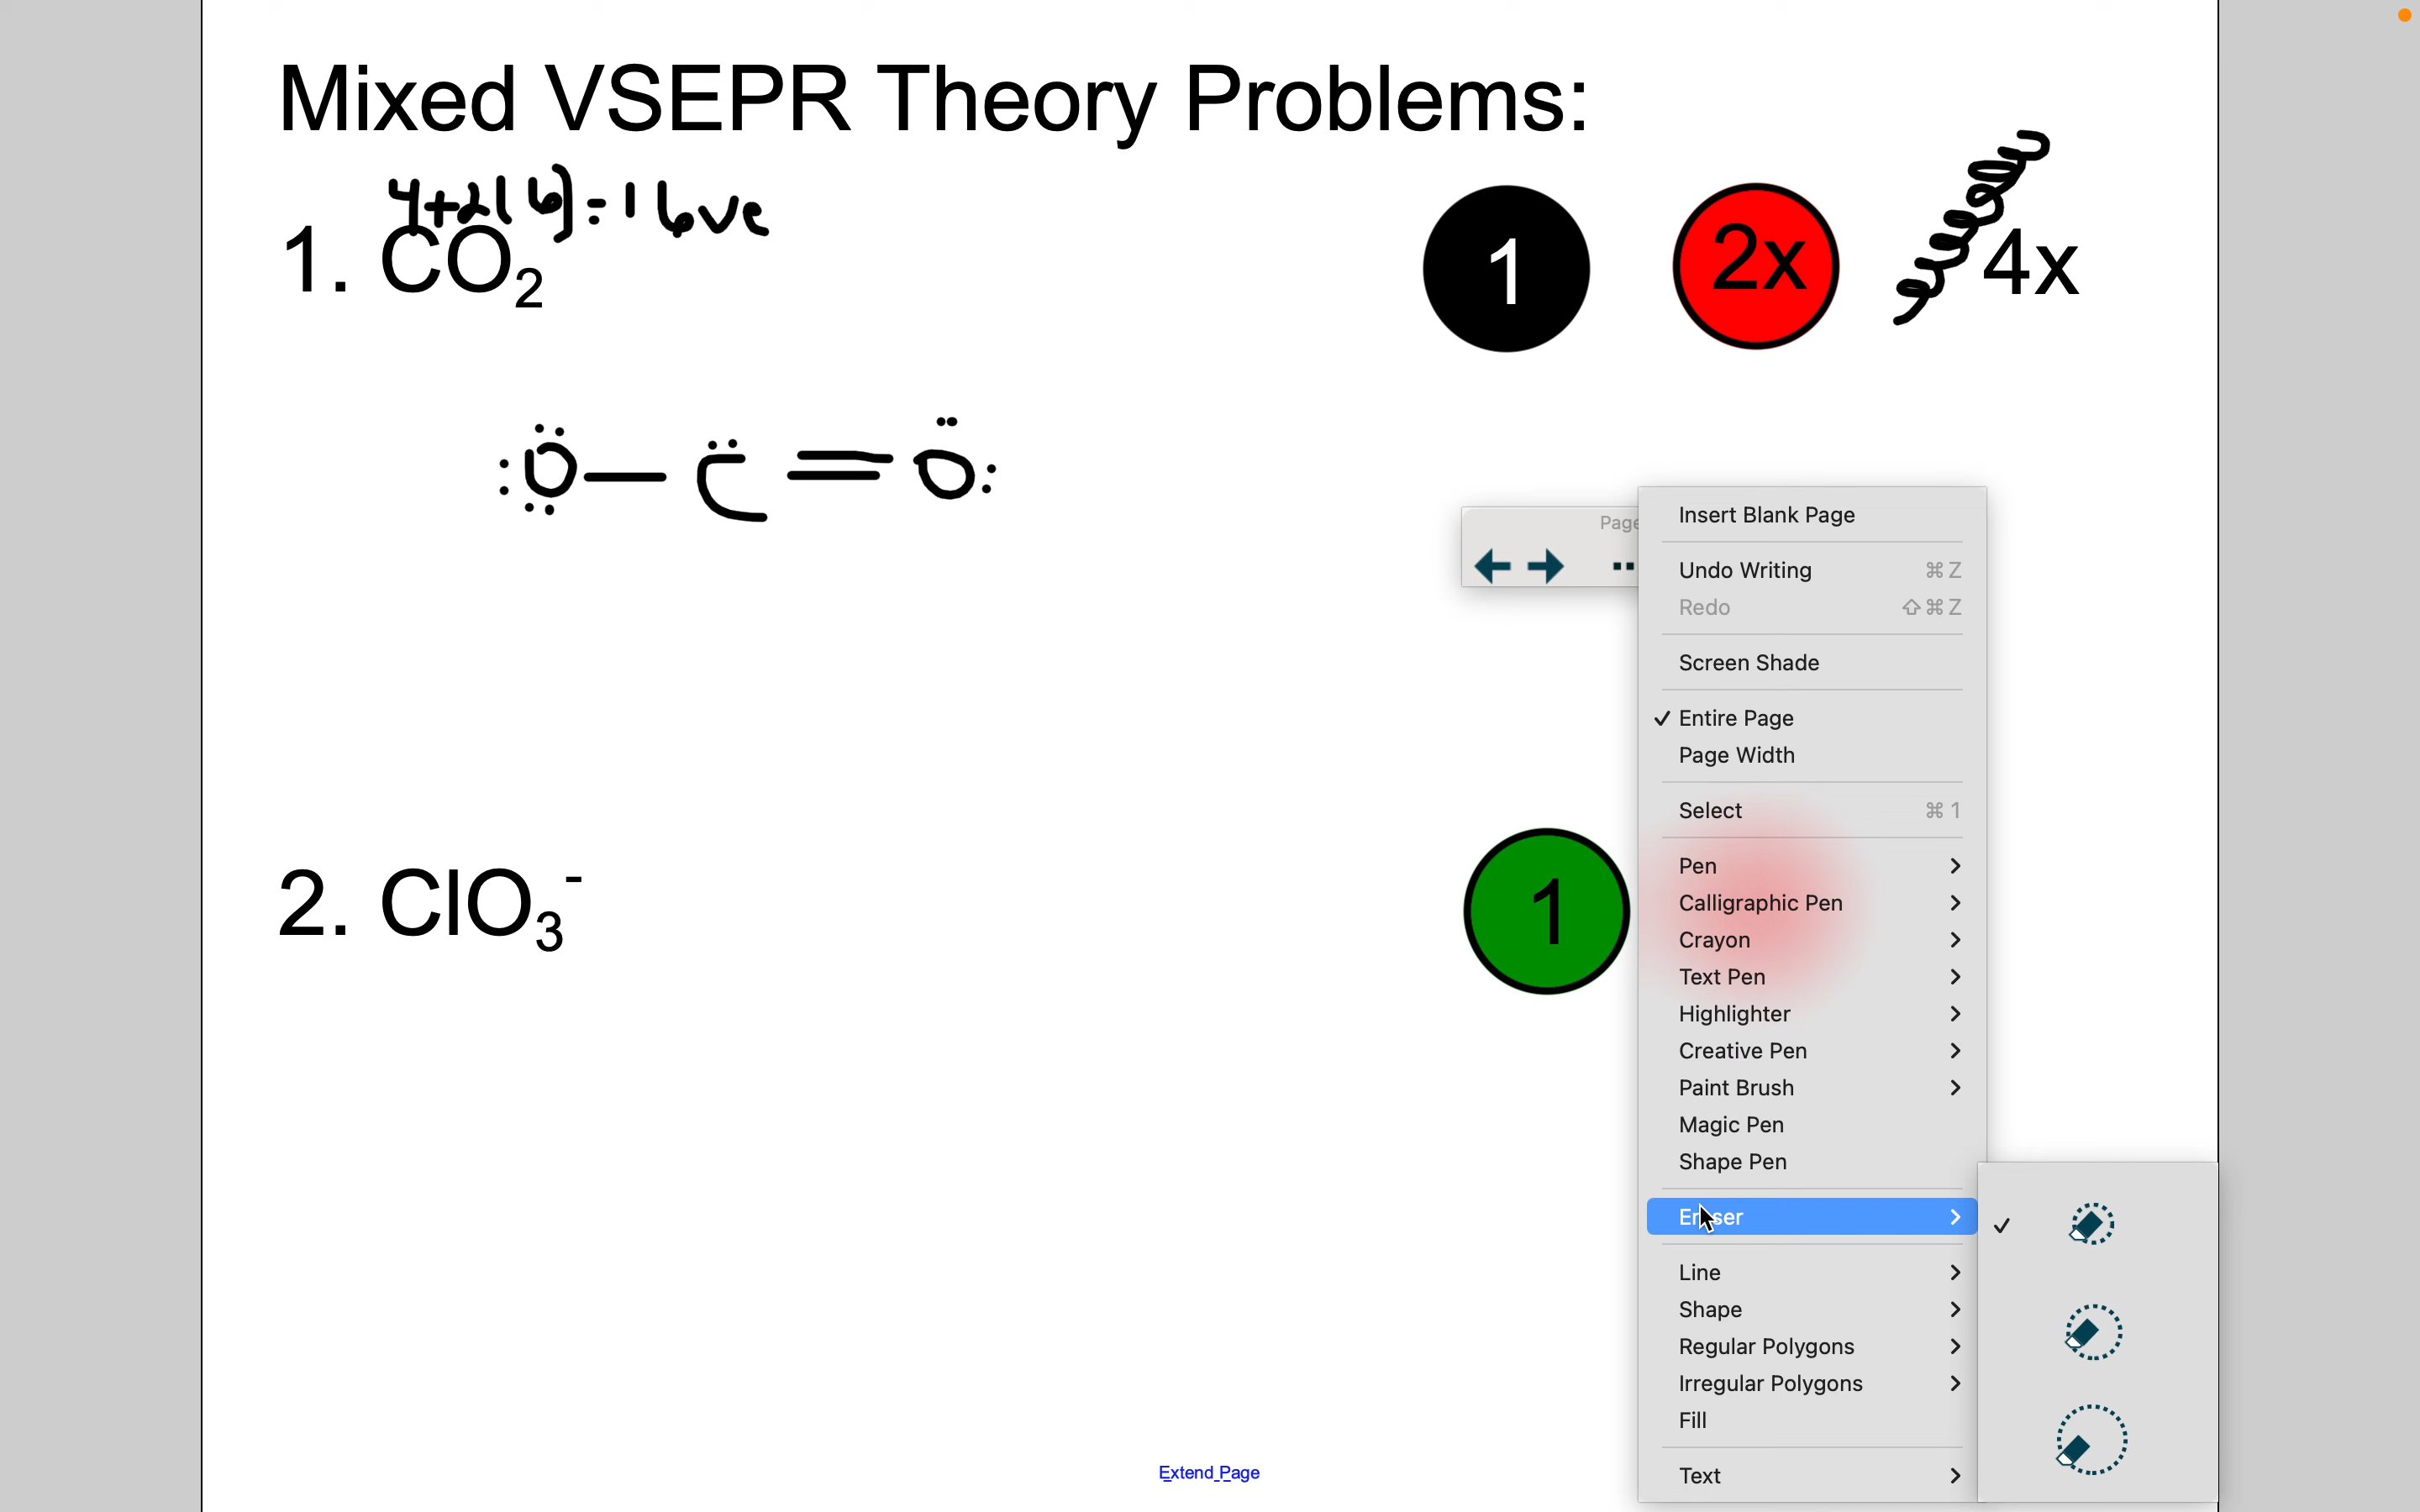 Mixed VSEPR Theory Problems:
4+2(6)=16ve
1. CO₂
1
2x
4x
:Ö—C̈=Ö:
Page
Insert Blank Page
Undo Writing ⌘Z
Redo ⇧⌘Z
Screen Shade
✓ Entire Page
Page Width
Select ⌘1
2. ClO₃⁻
1
Pen
Calligraphic Pen
Crayon
Text Pen
Highlighter
Creative Pen
Paint Brush
Magic Pen
Shape Pen
Eraser
Line
Shape
Regular Polygons
Irregular Polygons
Fill
Text
Extend Page